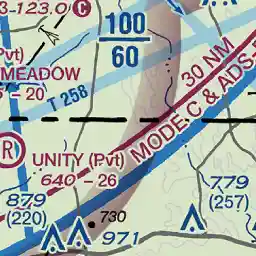 3-123.0 C
100
60
Pvt)
MEADOW
- 20
T 258
30 NM
MODE C & ADS-
R
UNITY (Pvt)
640 - 26
879
(220)
730
971
779
(257)